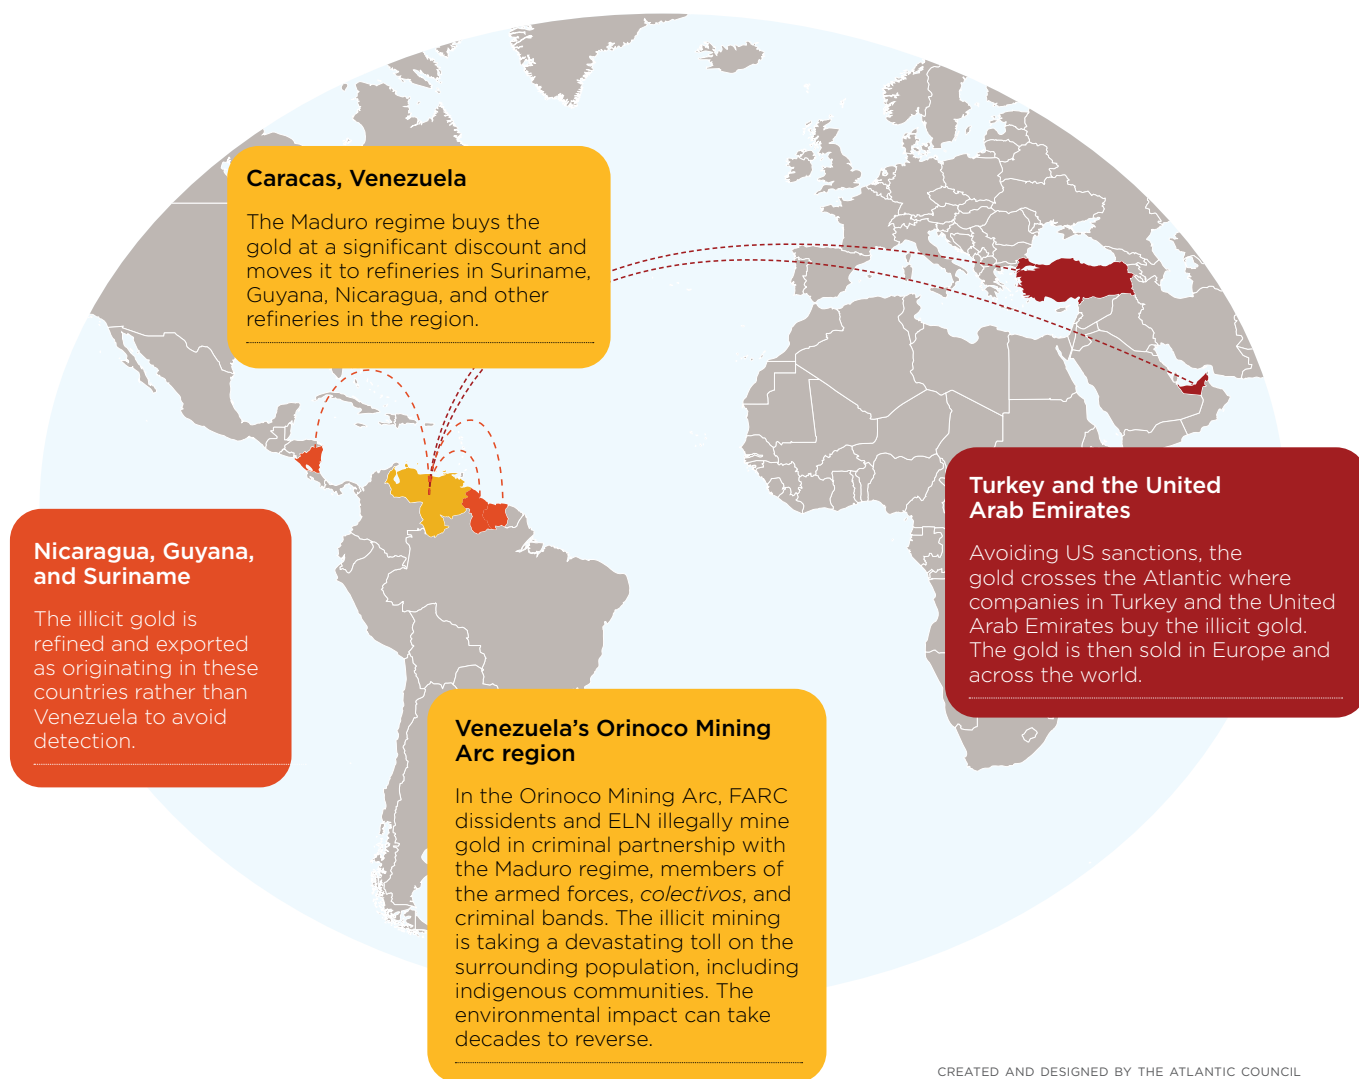 Caracas, Venezuela
The Maduro regime buys the
gold at a significant discount and
moves it to refineries in Suriname,
Guyana, Nicaragua, and other
refineries in the region.
Turkey and the United
Arab Emirates
Avoiding US sanctions, the
gold crosses the Atlantic where
companies in Turkey and the United
Arab Emirates buy the illicit gold.
The gold is then sold in Europe and
across the world.
Nicaragua, Guyana,
and Suriname
The illicit gold is
refined and exported
as originating in these
countries rather than
Venezuela to avoid
detection.
Venezuela's Orinoco Mining
Arc region
In the Orinoco Mining Arc, FARC
dissidents and ELN illegally mine
gold in criminal partnership with
the Maduro regime, members of
the armed forces, colectivos, and
criminal bands. The illicit mining
is taking a devastating toll on the
surrounding population, including
indigenous communities. The
environmental impact can take
decades to reverse.
CREATED AND DESIGNED BY THE ATLANTIC COUNCIL